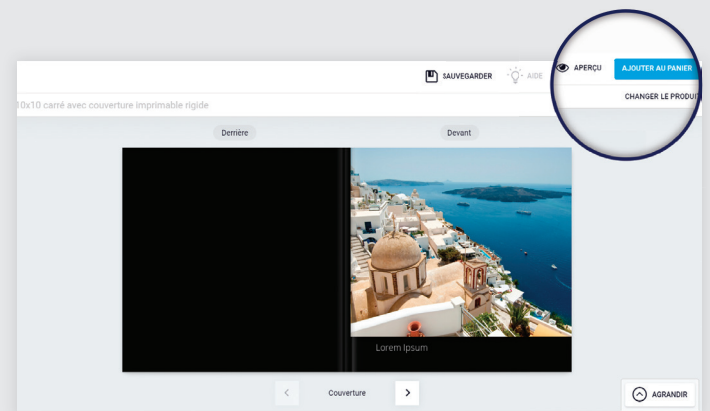 SAUVEGARDER AIDE APERÇU AJOUTER AU PANIER
CHANGER LE PRODUIT
10x10 carré avec couverture imprimable rigide
Derrière Devant
Lorem Ipsum
Couverture
AGRANDIR